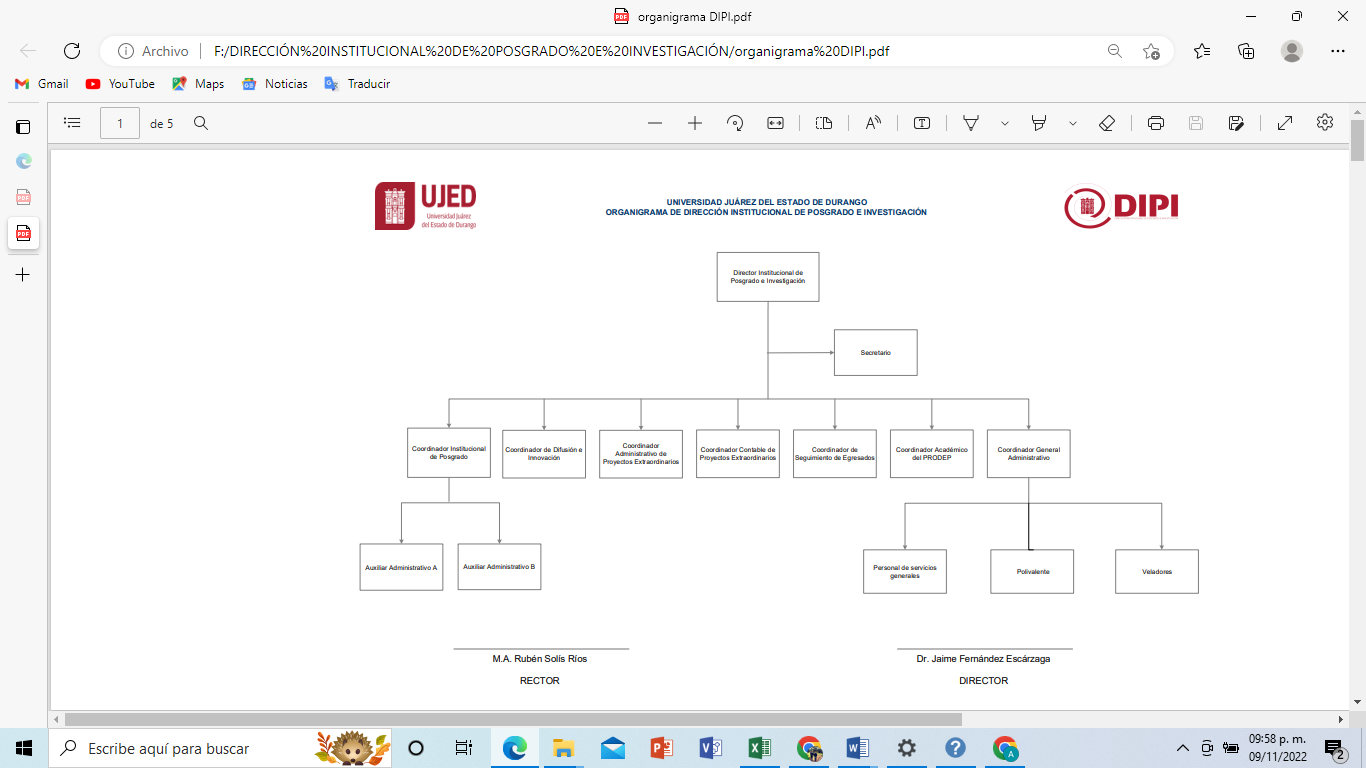 organigrama DIPI.pdf
Archivo
F:/DIRECCIÓN%20INSTITUCIONAL%20DE%20POSGRADO%20E%20INVESTIGACIÓN/organigrama%20DIPI.pdf
Gmail
YouTube
Maps
Noticias
Traducir
1 de 5
UJED
Universidad Juárez
del Estado de Durango
UNIVERSIDAD JUÁREZ DEL ESTADO DE DURANGO
ORGANIGRAMA DE DIRECCIÓN INSTITUCIONAL DE POSGRADO E INVESTIGACIÓN
DIPI
Director Institucional de
Posgrado e Investigación
Secretario
Coordinador Institucional
de Posgrado
Coordinador de Difusión e
Innovación
Coordinador
Administrativo de
Proyectos Extraordinarios
Coordinador Contable de
Proyectos Extraordinarios
Coordinador de
Seguimiento de Egresados
Coordinador Académico
del PRODEP
Coordinador General
Administrativo
Auxiliar Administrativo A
Auxiliar Administrativo B
Personal de servicios
generales
Polivalente
Veladores
M.A. Rubén Solís Ríos
RECTOR
Dr. Jaime Fernández Escárzaga
DIRECTOR
Escribe aquí para buscar
09:58 p. m.
09/11/2022
2